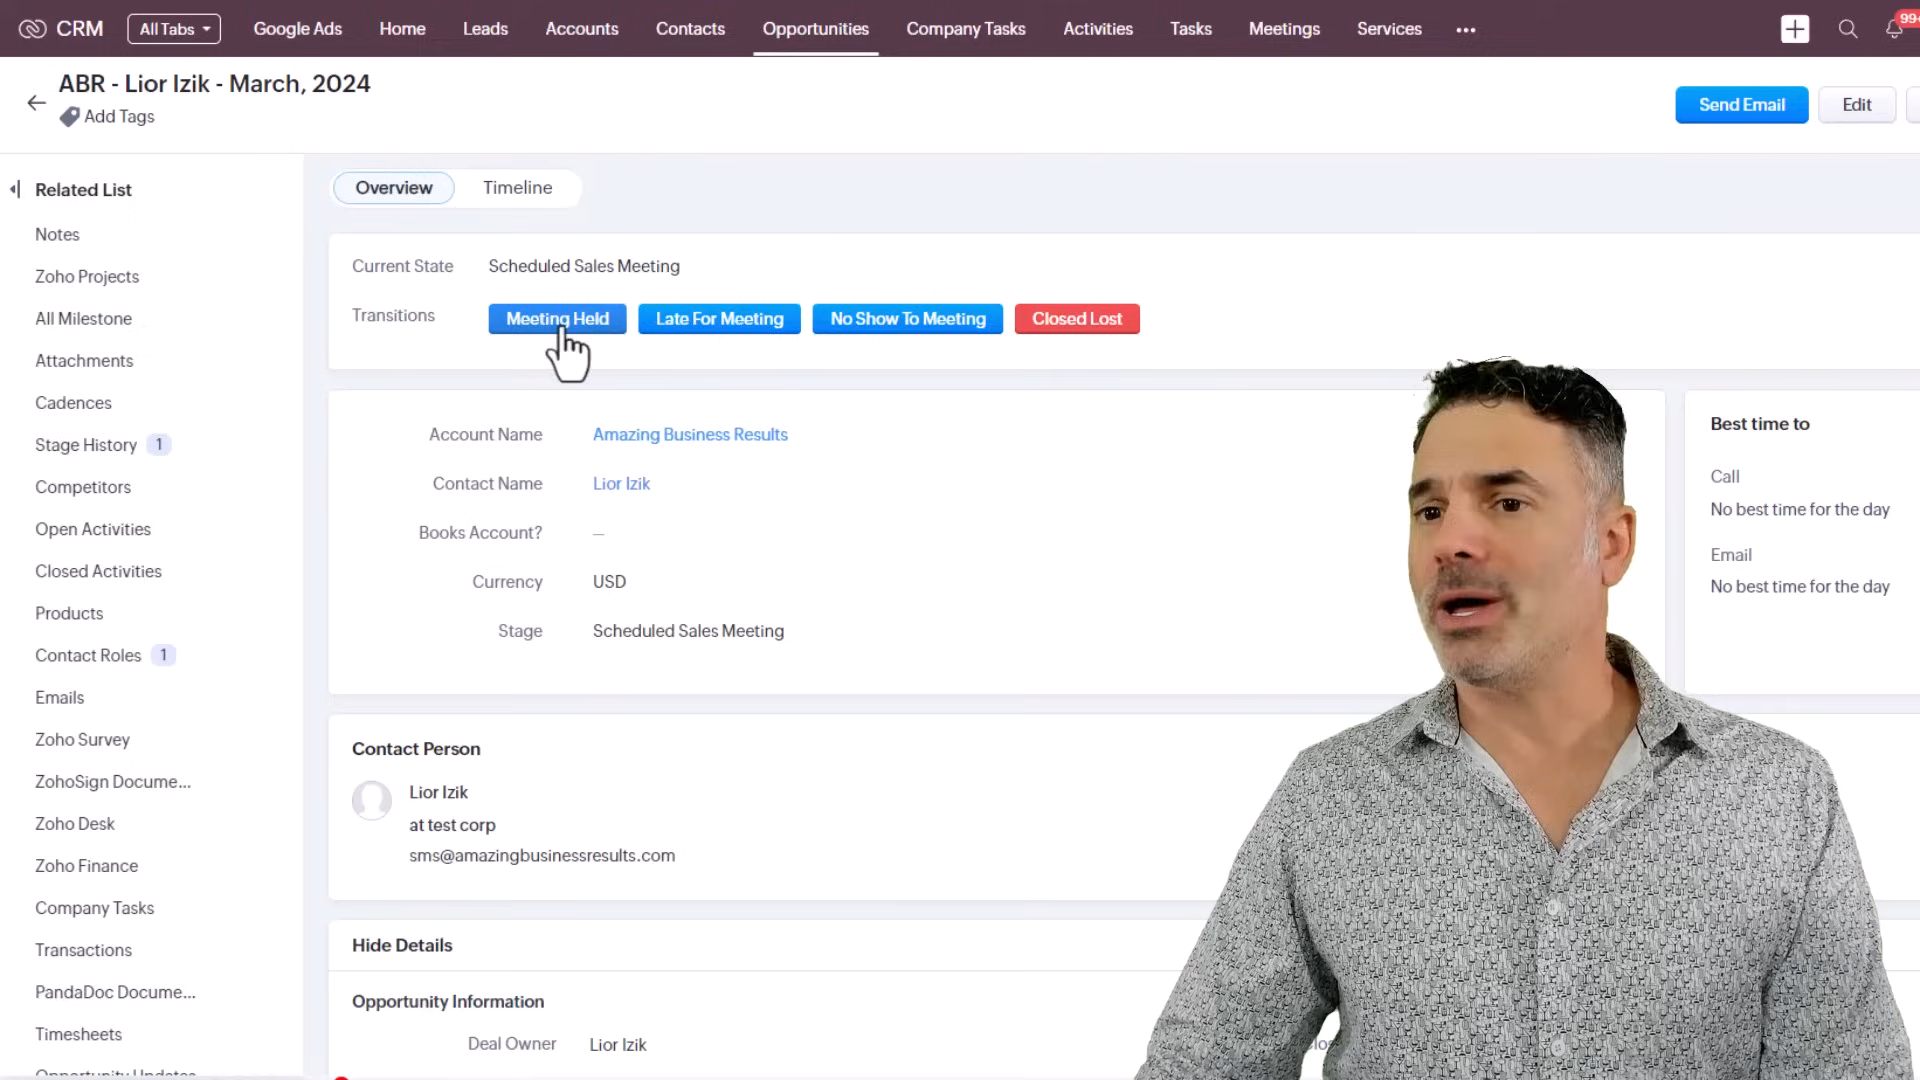 CRM
All Tabs
Google Ads
Home
Leads
Accounts
Contacts
Opportunities
Company Tasks
Activities
Tasks
Meetings
Services
99+
ABR - Lior Izik - March, 2024
Add Tags
Send Email
Edit
Related List
Notes
Zoho Projects
All Milestone
Attachments
Cadences
Stage History 1
Competitors
Open Activities
Closed Activities
Products
Contact Roles 1
Emails
Zoho Survey
ZohoSign Docume...
Zoho Desk
Zoho Finance
Company Tasks
Transactions
PandaDoc Docume...
Timesheets
Opportunity Updates
Overview
Timeline
Current State Scheduled Sales Meeting
Transitions Meeting Held Late For Meeting No Show To Meeting Closed Lost
Account Name Amazing Business Results
Contact Name Lior Izik
Books Account? —
Currency USD
Stage Scheduled Sales Meeting
Best time to
Call
No best time for the day
Email
No best time for the day
Contact Person
Lior Izik
at test corp
sms@amazingbusinessresults.com
Hide Details
Opportunity Information
Deal Owner Lior Izik